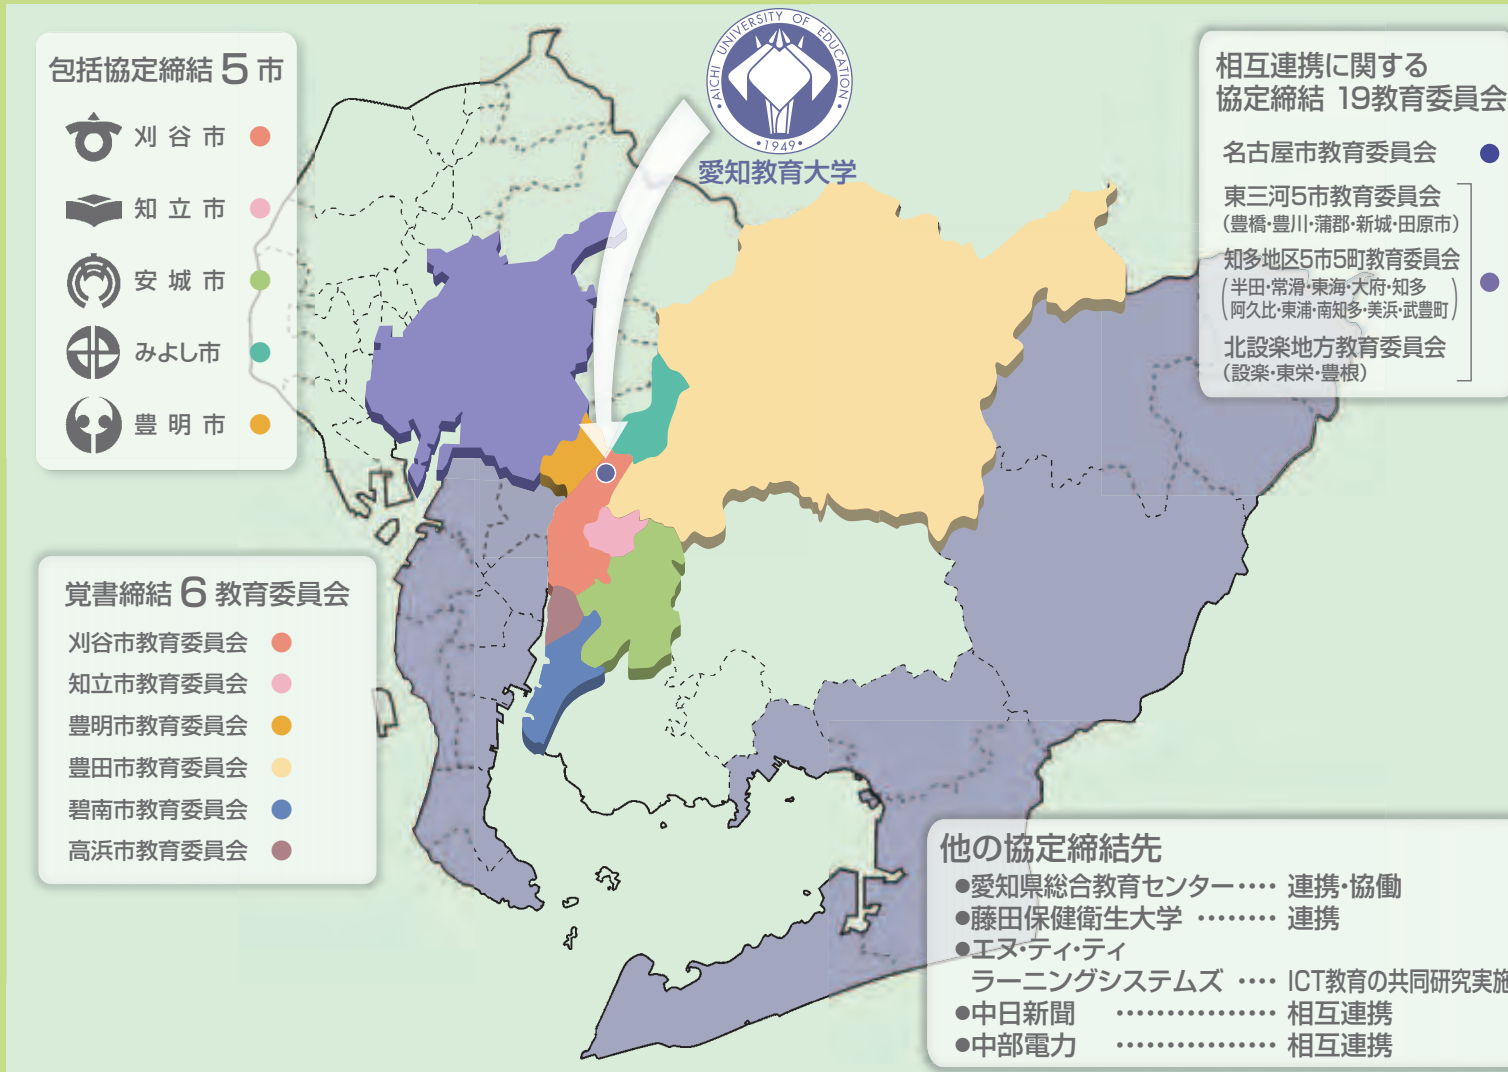 包括協定締結 5 市
刈谷市
知立市
安城市
みよし市
豊明市
AICHI UNIVERSITY OF EDUCATION
・1949・
愛知教育大学
相互連携に関する
協定締結 19教育委員会
名古屋市教育委員会
東三河5市教育委員会
(豊橋・豊川・蒲郡・新城・田原市)
知多地区5市5町教育委員会
(半田・常滑・東海・大府・知多
阿久比・東浦・南知多・美浜・武豊町)
北設楽地方教育委員会
(設楽・東栄・豊根)
覚書締結 6 教育委員会
刈谷市教育委員会
知立市教育委員会
豊明市教育委員会
豊田市教育委員会
碧南市教育委員会
高浜市教育委員会
他の協定締結先
●愛知県総合教育センター‥‥ 連携・協働
●藤田保健衛生大学 ‥‥‥‥ 連携
●エヌ・ティ・ティ
ラーニングシステムズ ‥‥ ICT教育の共同研究実施
●中日新聞 ‥‥‥‥‥‥‥‥ 相互連携
●中部電力 ‥‥‥‥‥‥‥‥ 相互連携